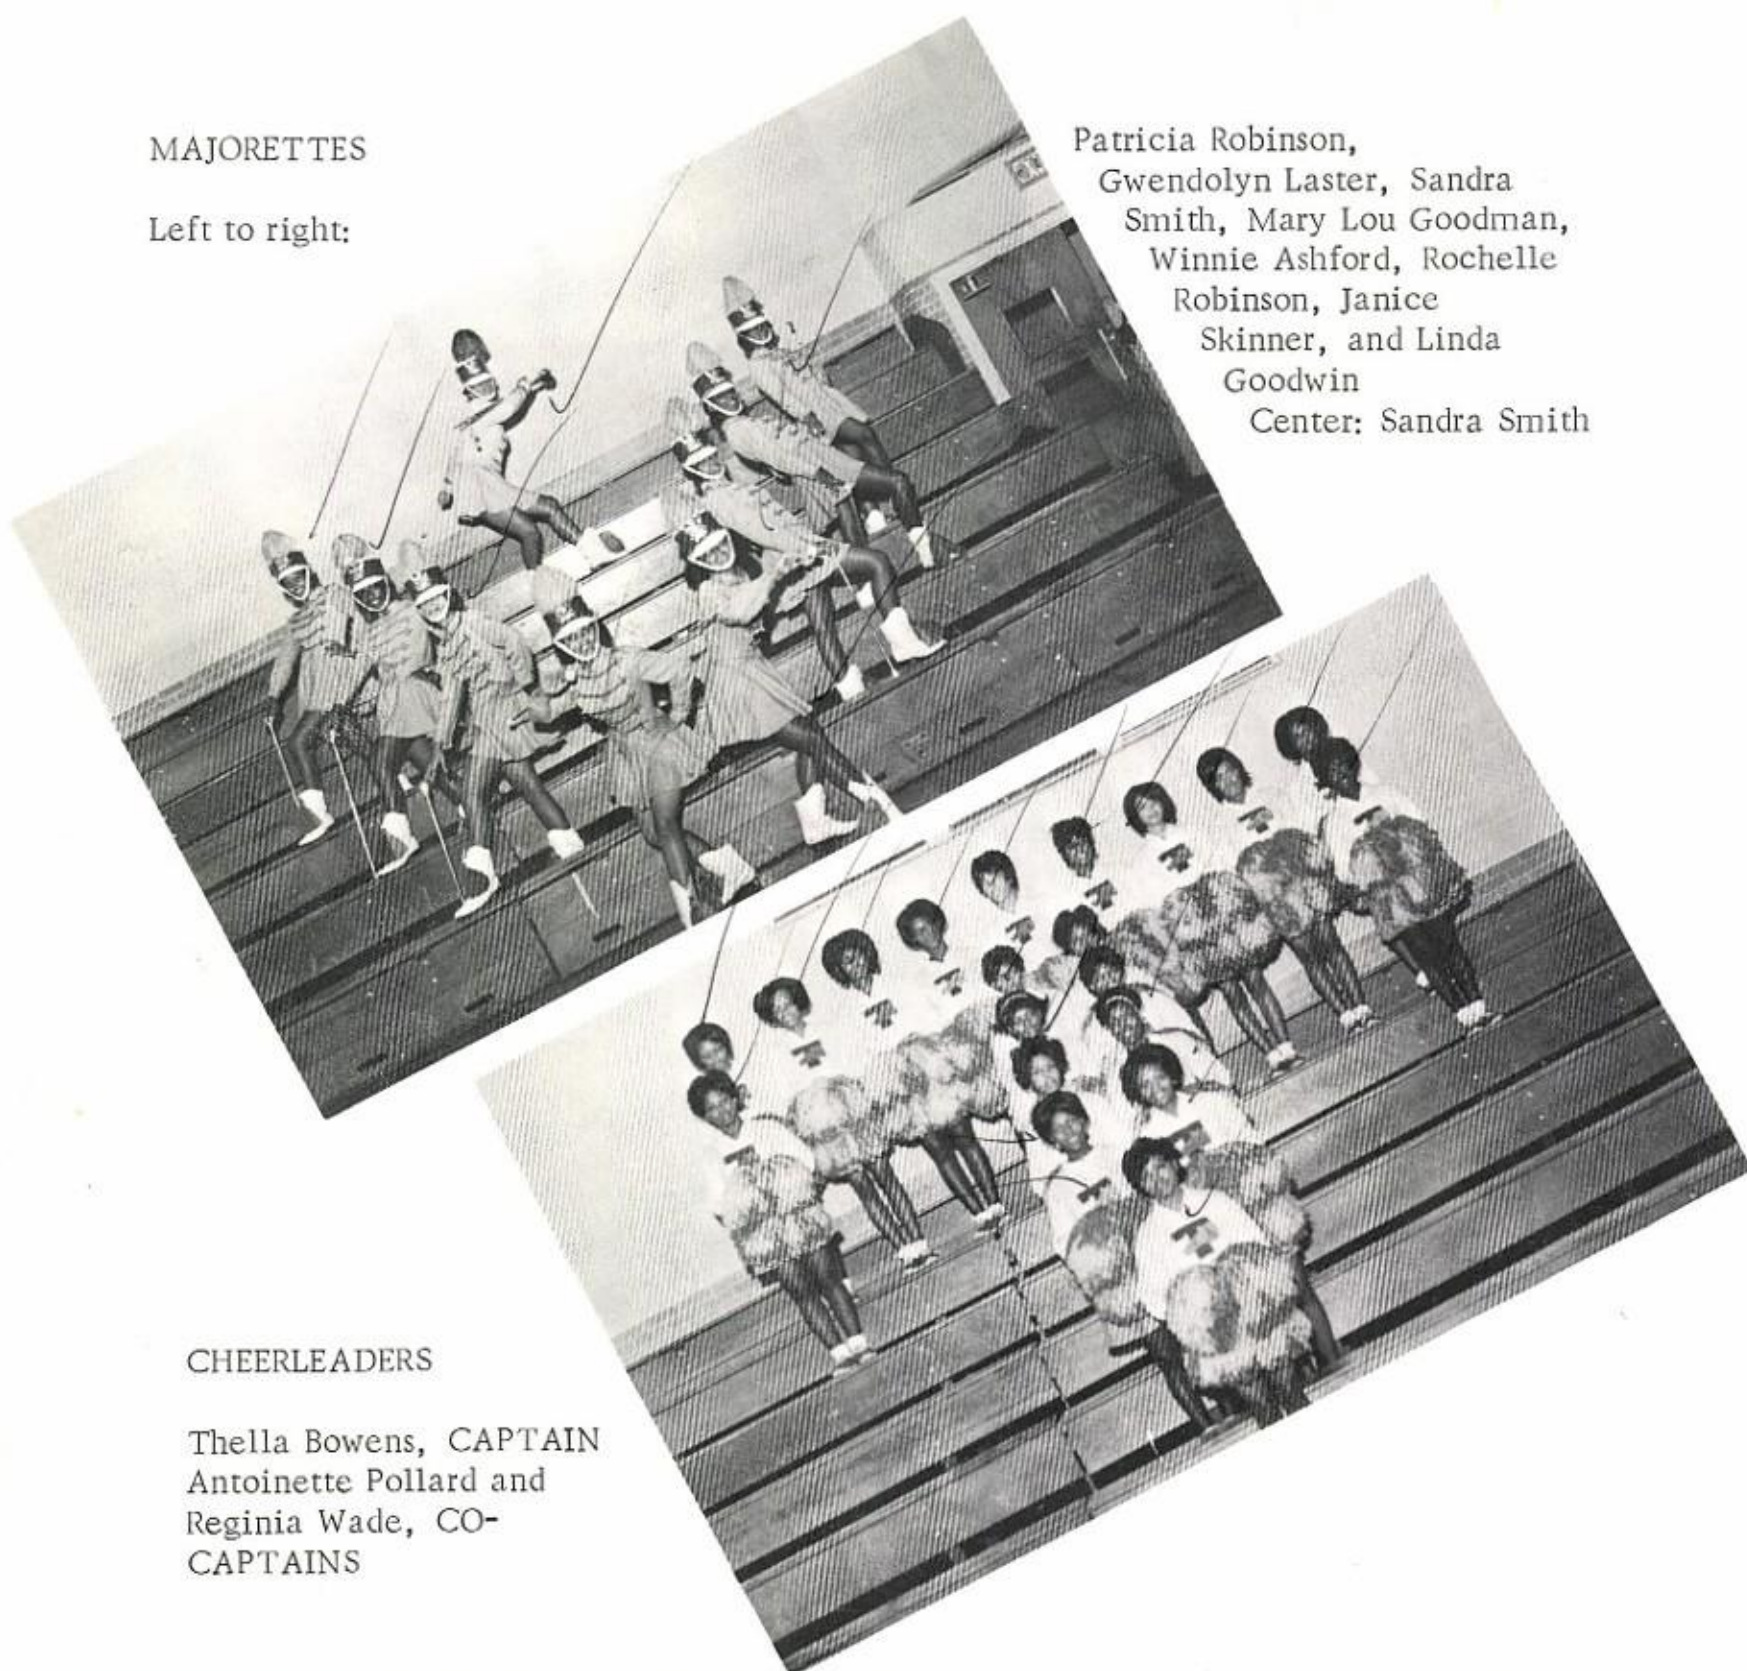 MAJORETTES
Left to right:
Patricia Robinson,
Gwendolyn Laster, Sandra
Smith, Mary Lou Goodman,
Winnie Ashford, Rochelle
Robinson, Janice
Skinner, and Linda
Goodwin
Center: Sandra Smith
CHEERLEADERS
Thella Bowens, CAPTAIN
Antoinette Pollard and
Reginia Wade, CO-
CAPTAINS